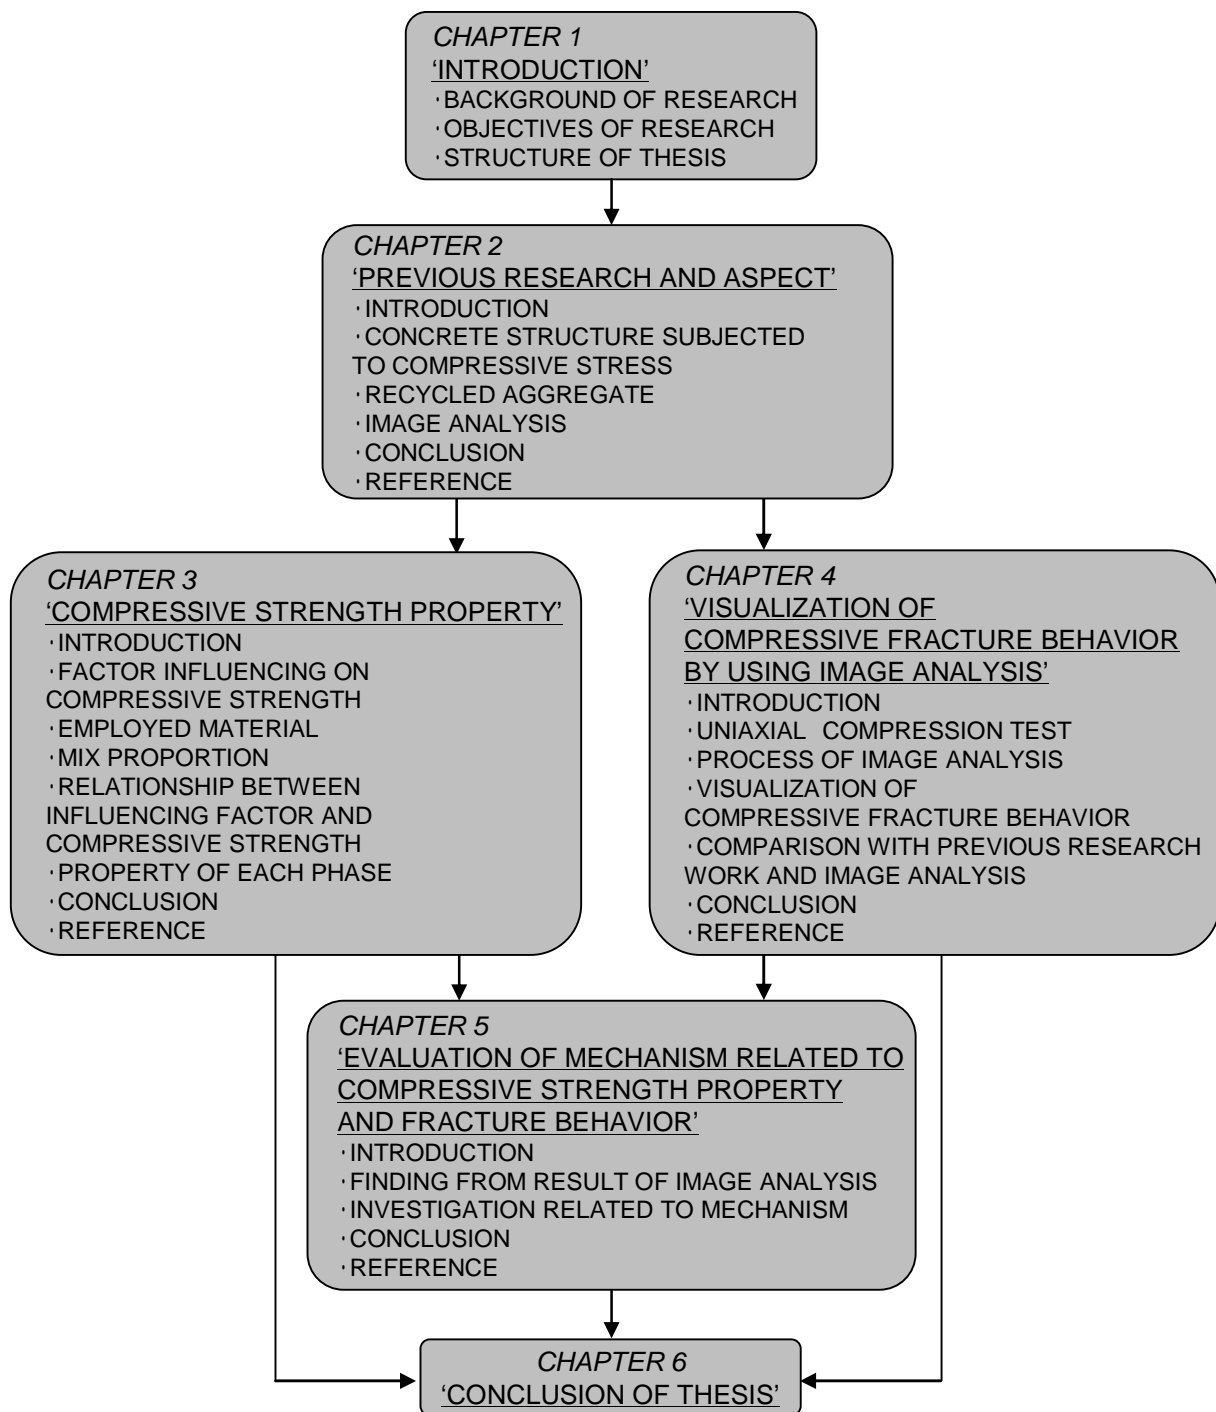 CHAPTER 1
‘INTRODUCTION’
·BACKGROUND OF RESEARCH
·OBJECTIVES OF RESEARCH
·STRUCTURE OF THESIS
CHAPTER 2
‘PREVIOUS RESEARCH AND ASPECT’
·INTRODUCTION
·CONCRETE STRUCTURE SUBJECTED
TO COMPRESSIVE STRESS
·RECYCLED AGGREGATE
·IMAGE ANALYSIS
·CONCLUSION
·REFERENCE
CHAPTER 3
‘COMPRESSIVE STRENGTH PROPERTY’
·INTRODUCTION
·FACTOR INFLUENCING ON
COMPRESSIVE STRENGTH
·EMPLOYED MATERIAL
·MIX PROPORTION
·RELATIONSHIP BETWEEN
INFLUENCING FACTOR AND
COMPRESSIVE STRENGTH
·PROPERTY OF EACH PHASE
·CONCLUSION
·REFERENCE
CHAPTER 4
‘VISUALIZATION OF
COMPRESSIVE FRACTURE BEHAVIOR
BY USING IMAGE ANALYSIS’
·INTRODUCTION
·UNIAXIAL COMPRESSION TEST
·PROCESS OF IMAGE ANALYSIS
·VISUALIZATION OF
COMPRESSIVE FRACTURE BEHAVIOR
·COMPARISON WITH PREVIOUS RESEARCH
WORK AND IMAGE ANALYSIS
·CONCLUSION
·REFERENCE
CHAPTER 5
‘EVALUATION OF MECHANISM RELATED TO
COMPRESSIVE STRENGTH PROPERTY
AND FRACTURE BEHAVIOR’
·INTRODUCTION
·FINDING FROM RESULT OF IMAGE ANALYSIS
·INVESTIGATION RELATED TO MECHANISM
·CONCLUSION
·REFERENCE
CHAPTER 6
‘CONCLUSION OF THESIS’